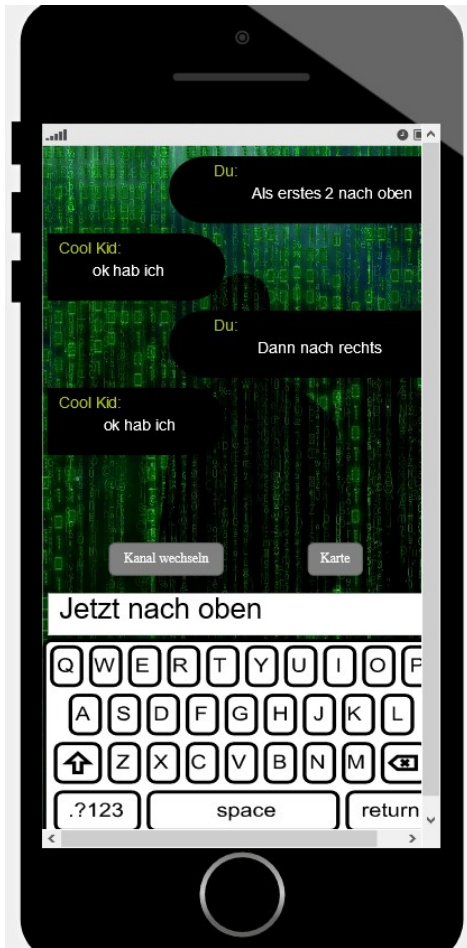 Du:
Als erstes 2 nach oben
Cool Kid:
ok hab ich
Du:
Dann nach rechts
Cool Kid:
ok hab ich
Kanal wechseln
Karte
Jetzt nach oben
Q W E R T Y U I O P
A S D F G H J K L
Z X C V B N M
.?123 space return